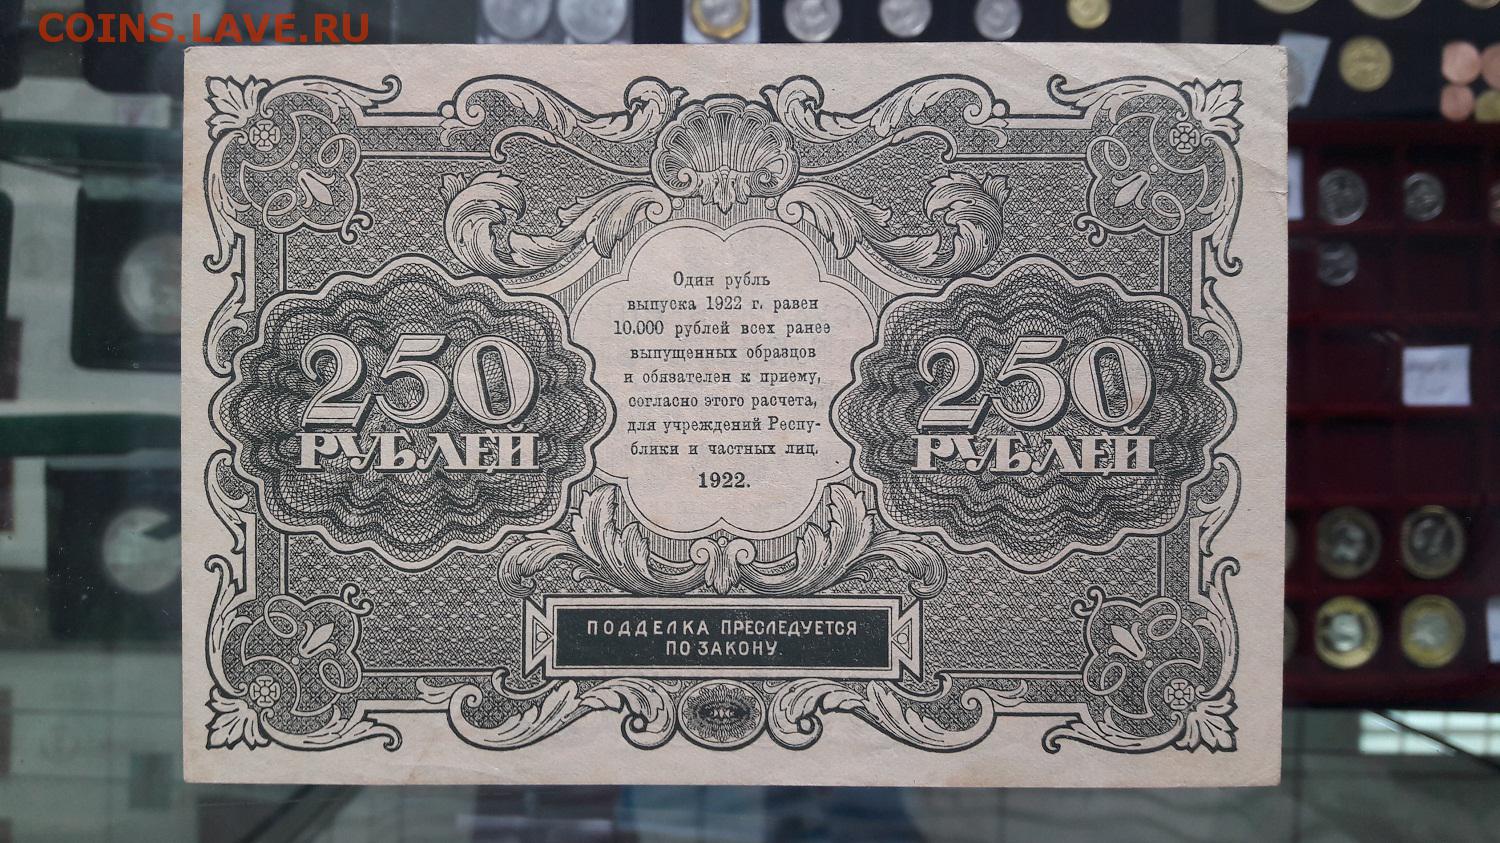 COINS.LAVE.RU
Один рубль
выпуска 1922 г. равен
10.000 рублей всех ранее
выпущенных образцов
и обязателен к приему,
согласно этого расчета,
для учреждений Респу-
блики и частных лиц.
1922.
250
РУБЛЕЙ
250
РУБЛЕЙ
ПОДДЕЛКА ПРЕСЛЕДУЕТСЯ
ПО ЗАКОНУ.